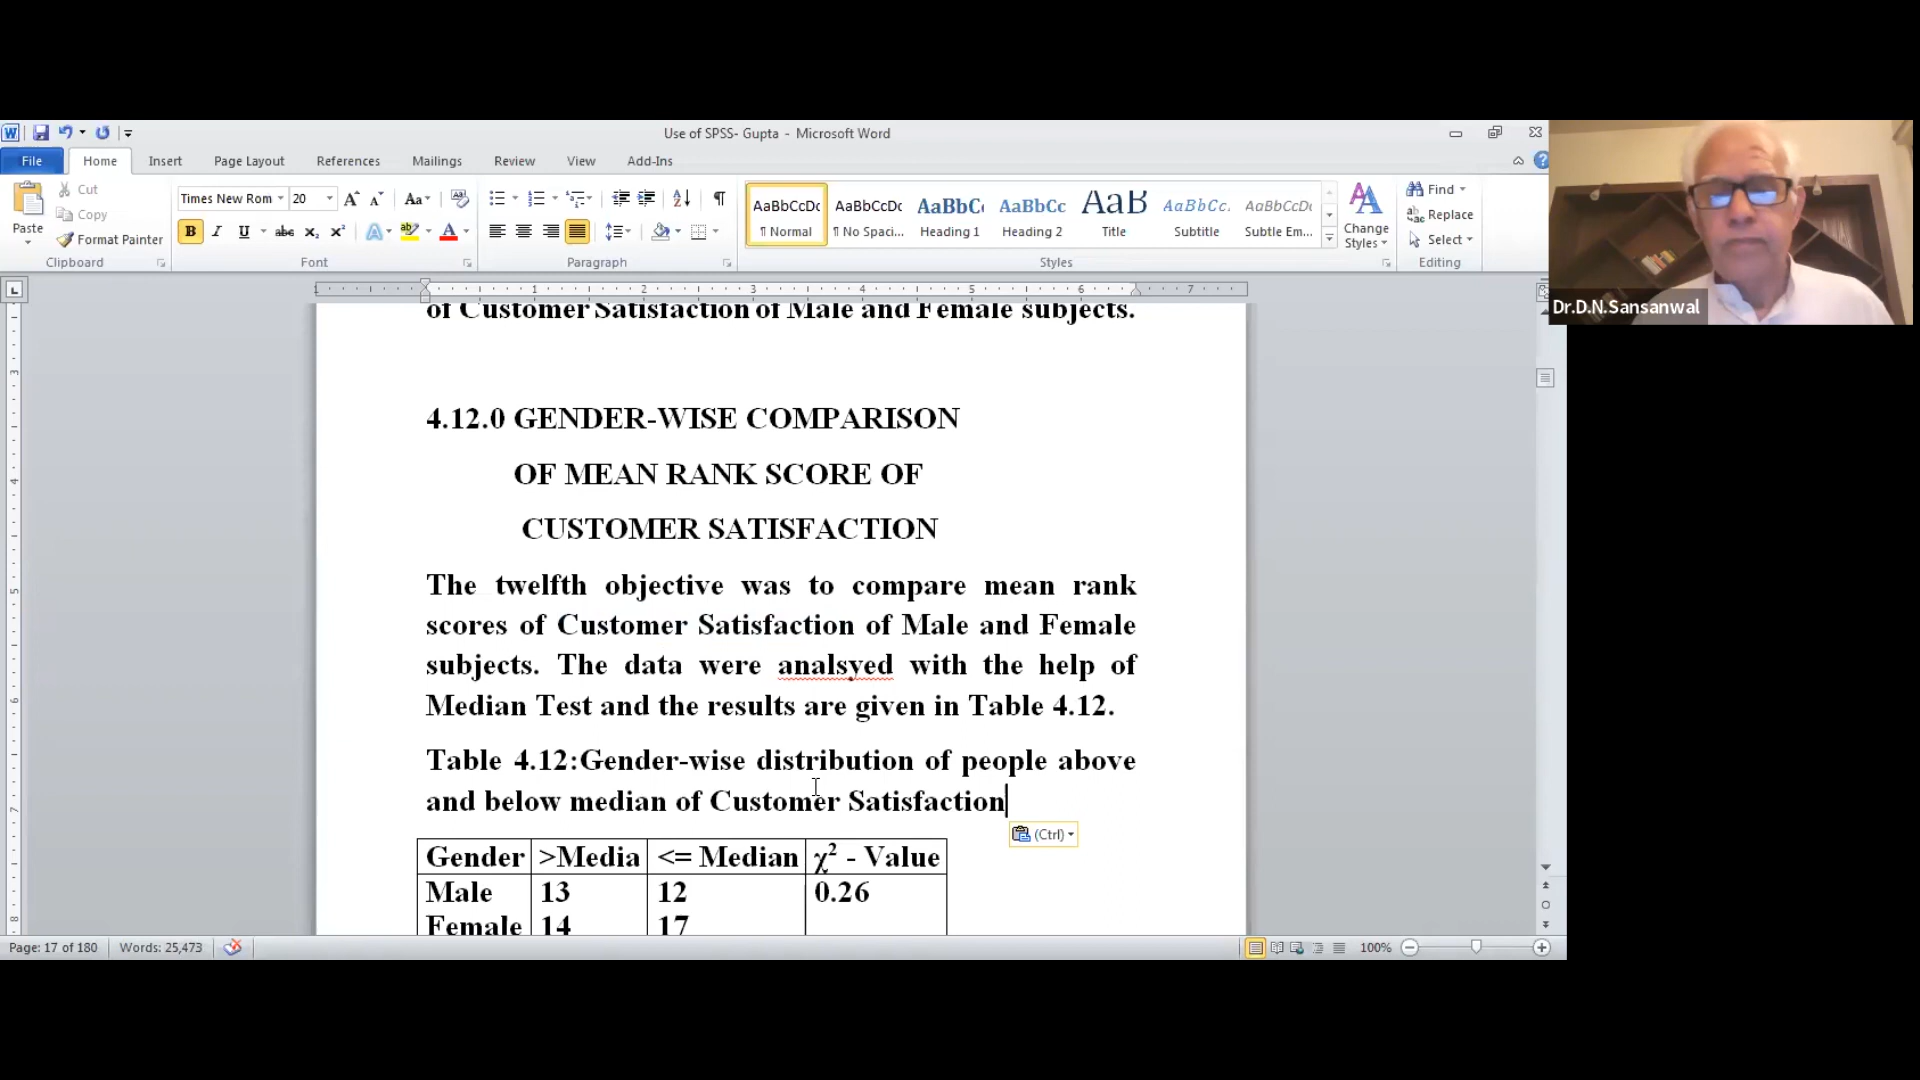 Use of SPSS- Gupta - Microsoft Word
File Home Insert Page Layout References Mailings Review View Add-Ins
Paste
Cut
Copy
Format Painter
Clipboard
Times New Rom 20
Font
Paragraph
AaBbCcDc AaBbCcDc AaBbC AaBbCc AaB AaBbCc. AaBbCcDc
¶ Normal ¶ No Spaci... Heading 1 Heading 2 Title Subtitle Subtle Em...
Change Styles
Styles
Find
Replace
Select
Editing
Dr.D.N.Sansanwal
of Customer Satisfaction of Male and Female subjects.
4.12.0 GENDER-WISE COMPARISON
OF MEAN RANK SCORE OF
CUSTOMER SATISFACTION
The twelfth objective was to compare mean rank
scores of Customer Satisfaction of Male and Female
subjects. The data were analsyed with the help of
Median Test and the results are given in Table 4.12.
Table 4.12:Gender-wise distribution of people above
and below median of Customer Satisfaction
(Ctrl)
Gender >Media <= Median χ² - Value
Male 13 12 0.26
Female 14 17
Page: 17 of 180 Words: 25,473 100%